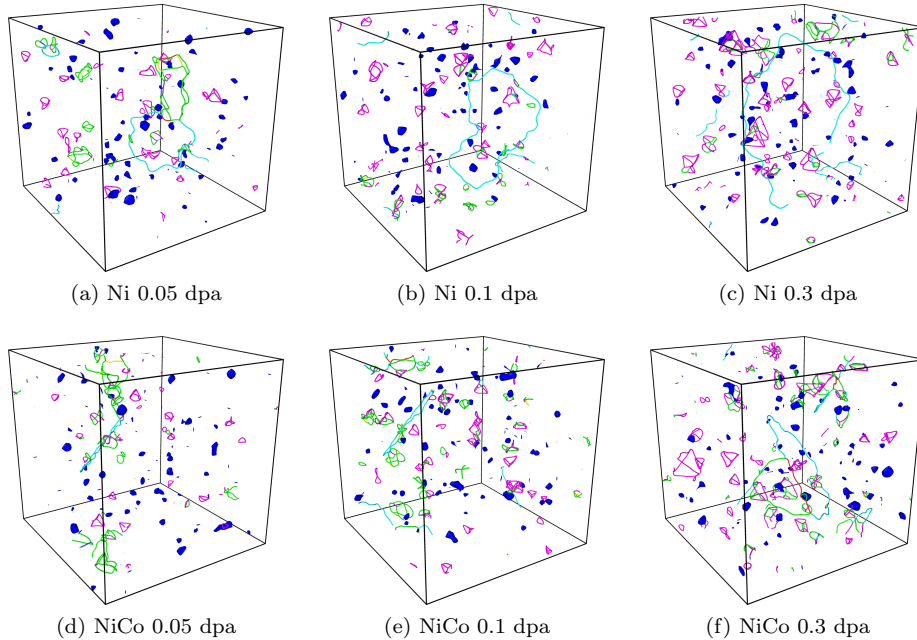 (a) Ni 0.05 dpa
(b) Ni 0.1 dpa
(c) Ni 0.3 dpa
(d) NiCo 0.05 dpa
(e) NiCo 0.1 dpa
(f) NiCo 0.3 dpa